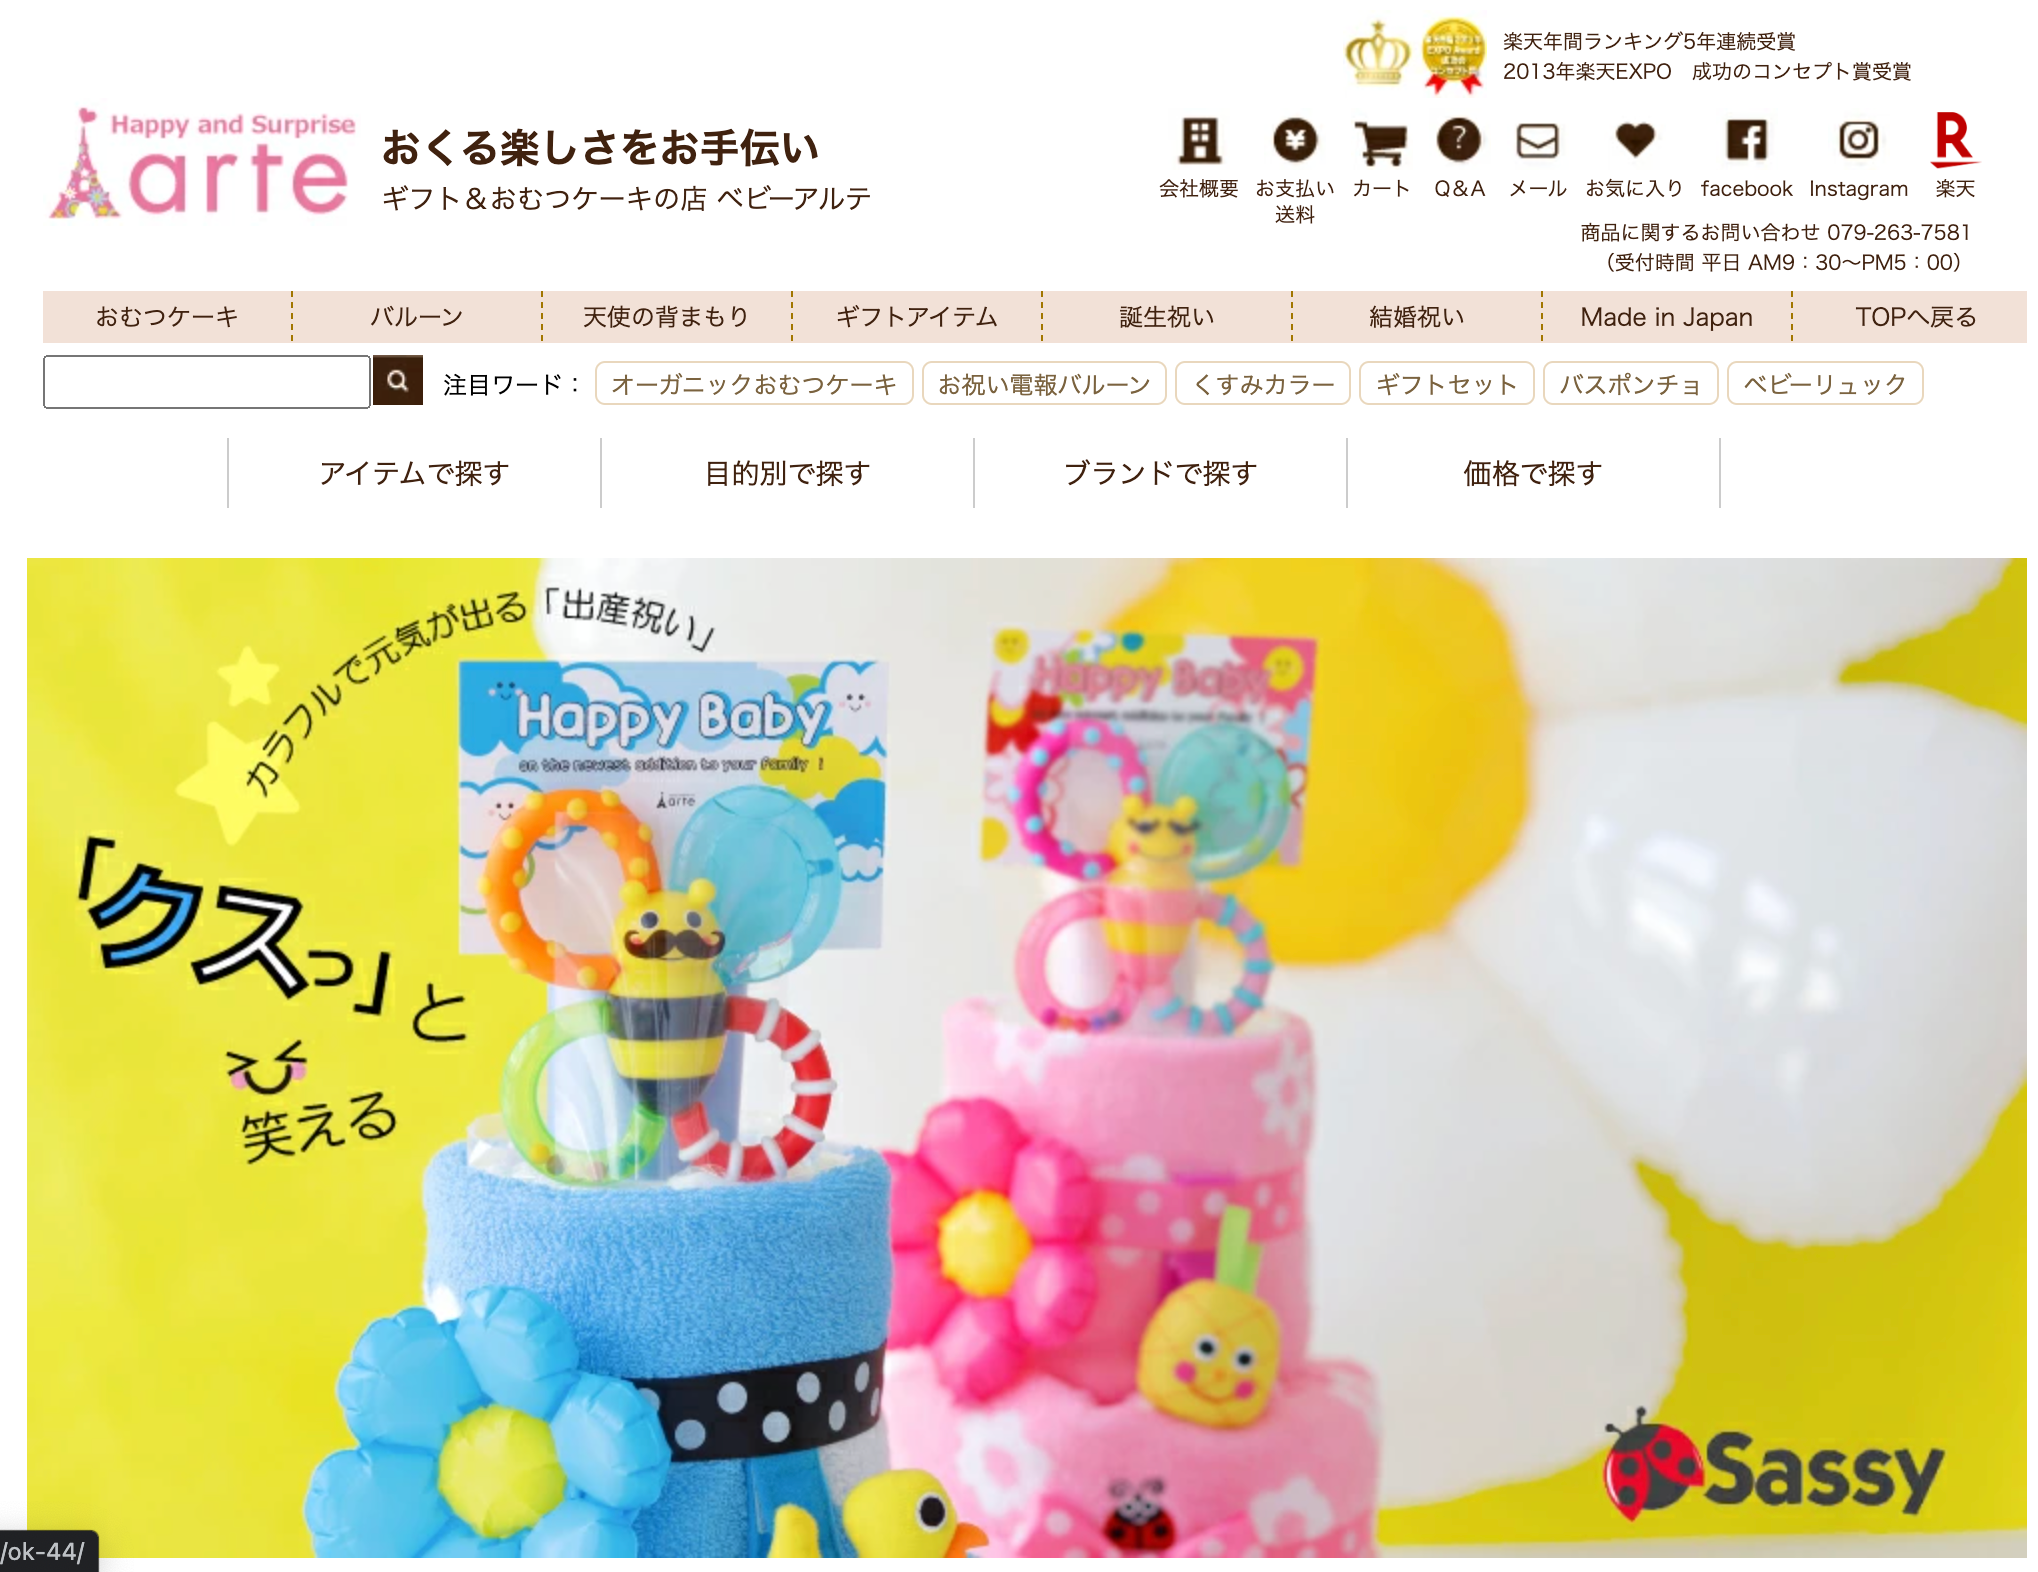 楽天年間ランキング5年連続受賞
2013年楽天EXPO 成功のコンセプト賞受賞
Happy and Surprise
arte
おくる楽しさをお手伝い
ギフト＆おむつケーキの店 ベビーアルテ
会社概要 お支払い送料 カート Q&A メール お気に入り facebook Instagram 楽天
商品に関するお問い合わせ 079-263-7581
（受付時間 平日 AM9：30～PM5：00）
おむつケーキ バルーン 天使の背まもり ギフトアイテム 誕生祝い 結婚祝い Made in Japan TOPへ戻る
注目ワード： オーガニックおむつケーキ お祝い電報バルーン くすみカラー ギフトセット バスポンチョ ベビーリュック
アイテムで探す 目的別で探す ブランドで探す 価格で探す
カラフルで元気が出る「出産祝い」
「クスっ」と
笑える
Happy Baby
on the newest addition to your family !
arte
Happy Baby
Sassy
/ok-44/